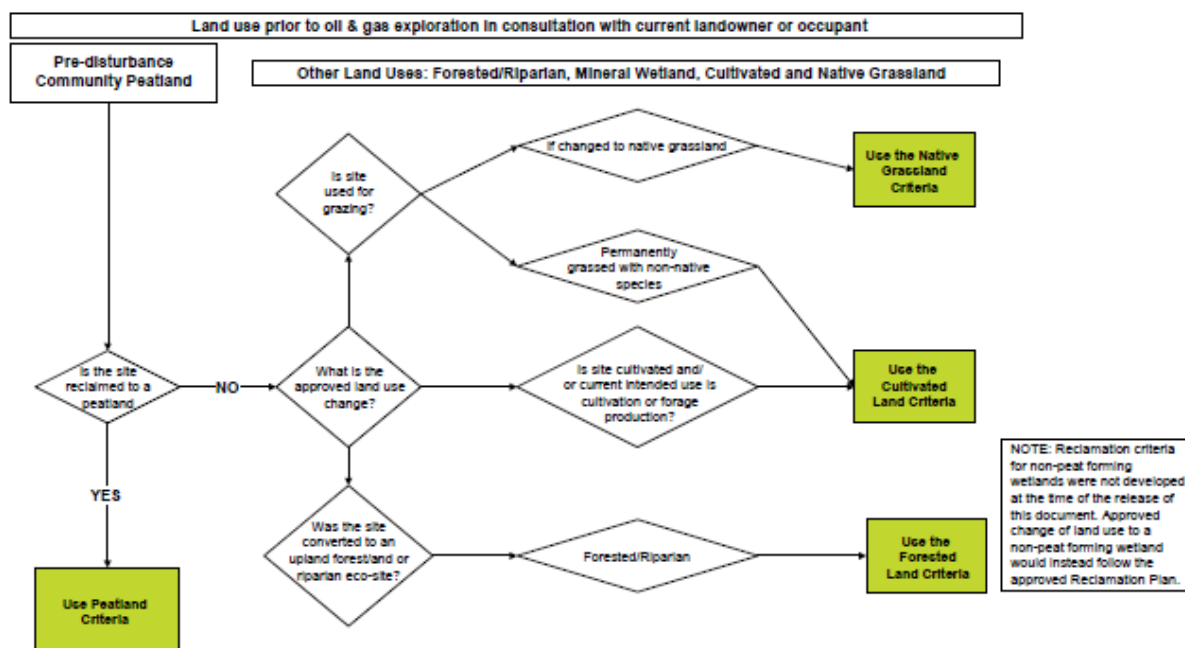 Land use prior to oil & gas exploration in consultation with current landowner or occupant
Pre-disturbance
Community Peatland
Other Land Uses: Forested/Riparian, Mineral Wetland, Cultivated and Native Grassland
If changed to native grassland
Use the Native
Grassland
Criteria
Is site
used for
grazing?
Permanently
grassed with non-native
species
Is the site
reclaimed to a
peatland
NO
What is the
approved land use
change?
Is site cultivated and/
or current intended use is
cultivation or forage
production?
Use the
Cultivated
Land Criteria
YES
Was the site
converted to an
upland forest/and or
riparian eco-site?
Forested/Riparian
Use the
Forested
Land Criteria
NOTE: Reclamation criteria
for non-peat forming
wetlands were not developed
at the time of the release of
this document. Approved
change of land use to a
non-peat forming wetland
would instead follow the
approved Reclamation Plan.
Use Peatland
Criteria